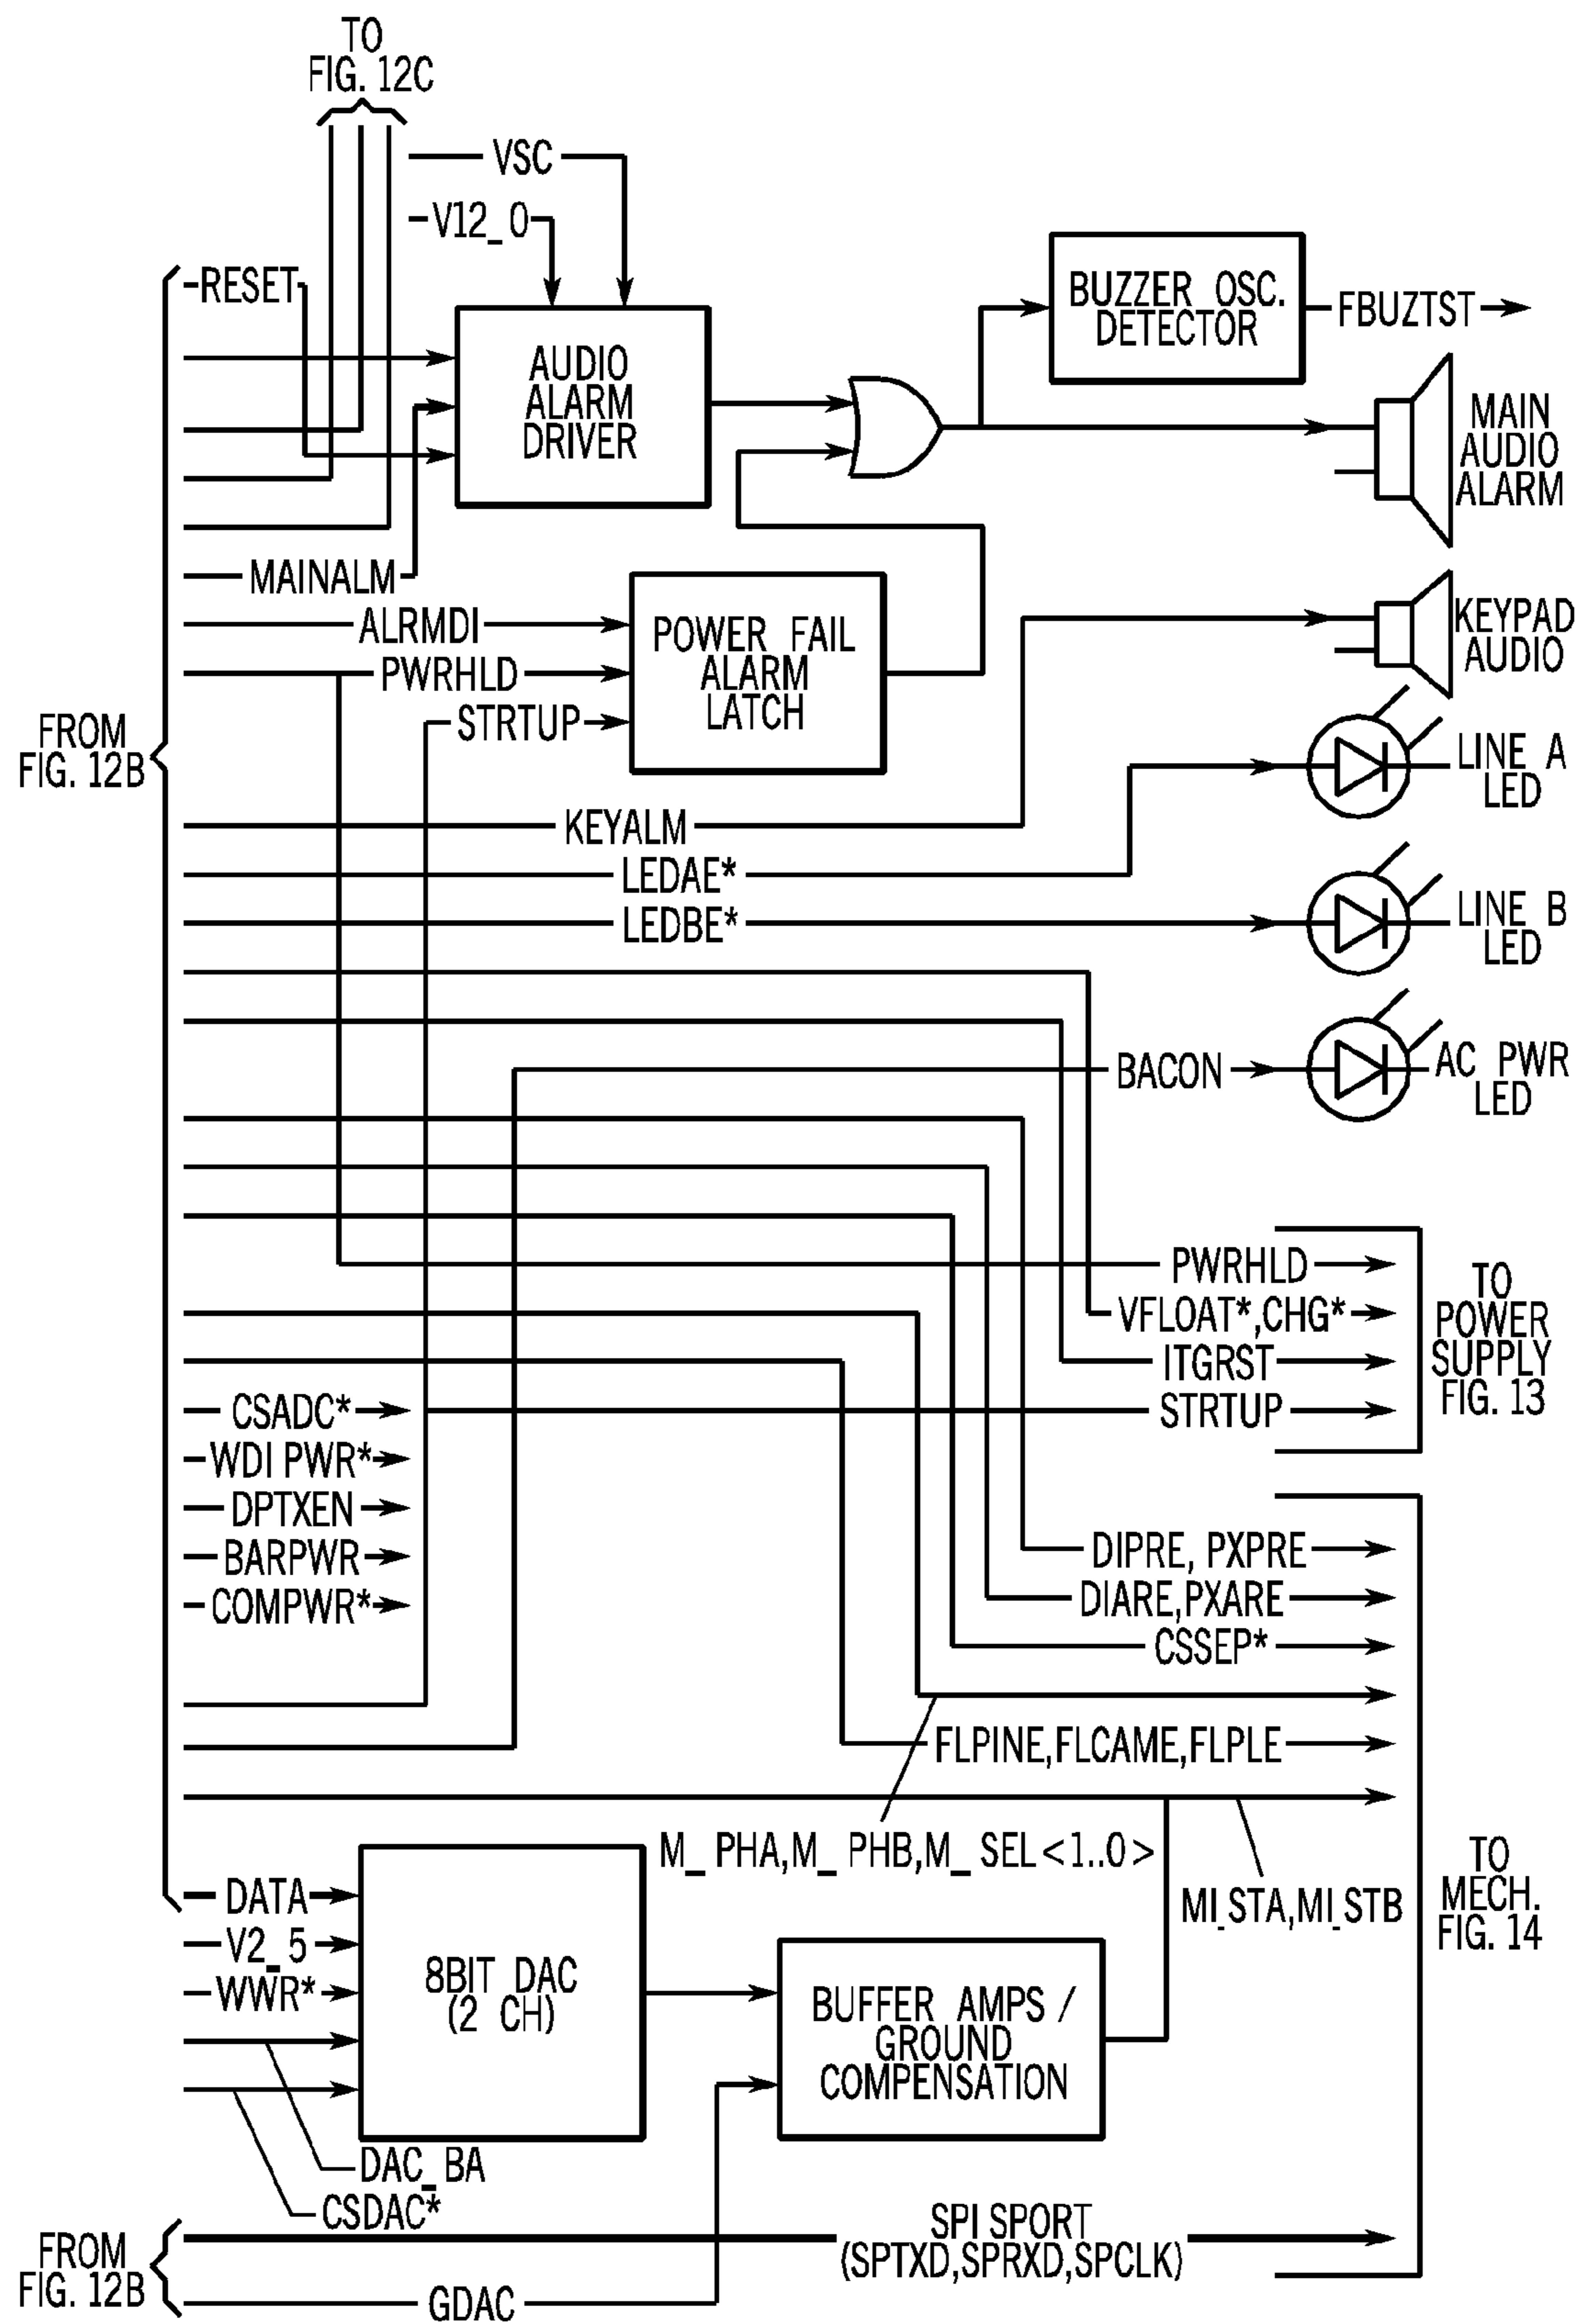 TO
FIG. 12C
VSC
V12_0
RESET
AUDIO
ALARM
DRIVER
BUZZER OSC.
DETECTOR
FBUZTST
MAIN
AUDIO
ALARM
MAINALM
ALRMDI
PWRHLD
STRTUP
POWER FAIL
ALARM
LATCH
KEYPAD
AUDIO
FROM
FIG. 12B
LINE A
LED
KEYALM
LEDAE*
LEDBE*
LINE B
LED
BACON
AC PWR
LED
PWRHLD
VFLOAT*,CHG*
ITGRST
STRTUP
TO
POWER
SUPPLY
FIG. 13
CSADC*
WDI PWR*
DPTXEN
BARPWR
COMPWR*
DIPRE, PXPRE
DIARE,PXARE
CSSEP*
FLPINE,FLCAME,FLPLE
M_ PHA,M_ PHB,M_ SEL<1..0>
MI_STA,MI_STB
TO
MECH.
FIG. 14
DATA
V2_5
WWR*
8BIT DAC
(2 CH)
BUFFER AMPS /
GROUND
COMPENSATION
DAC_BA
CSDAC*
FROM
FIG. 12B
SPI SPORT
(SPTXD,SPRXD,SPCLK)
GDAC